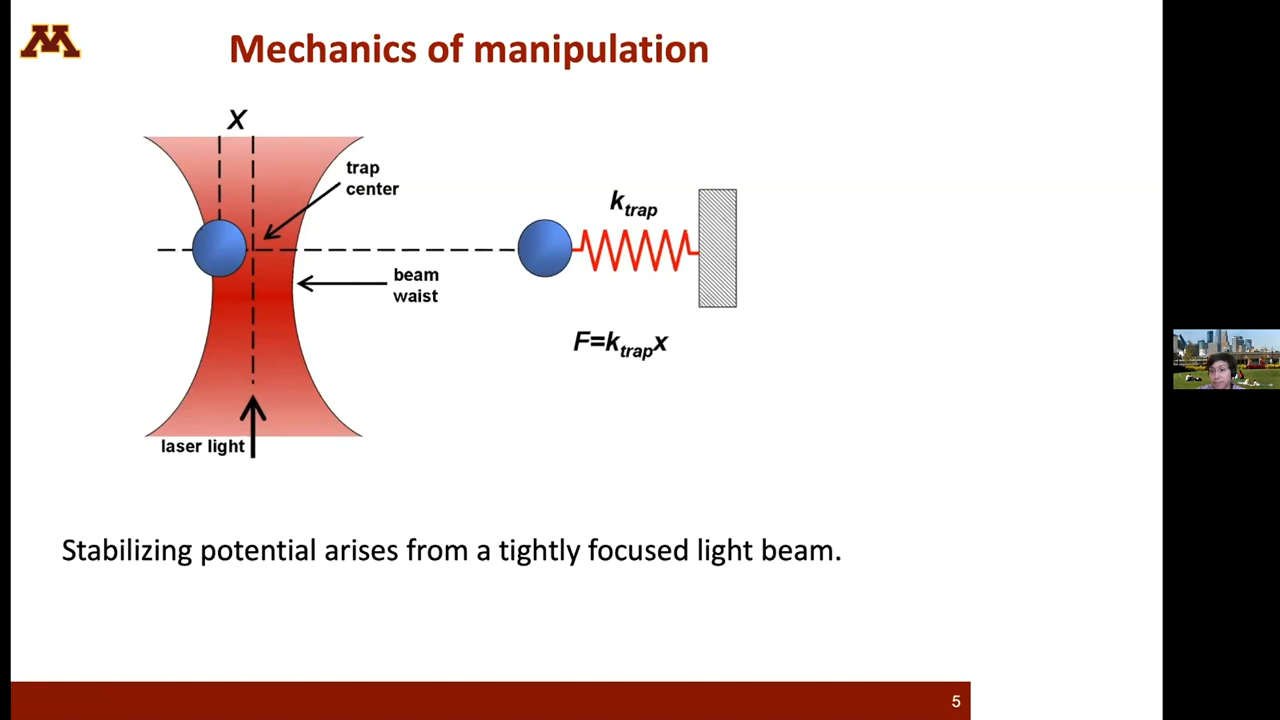 M
Mechanics of manipulation
X
trap
center
k_trap
beam
waist
F=k_trap x
laser light
Stabilizing potential arises from a tightly focused light beam.
5